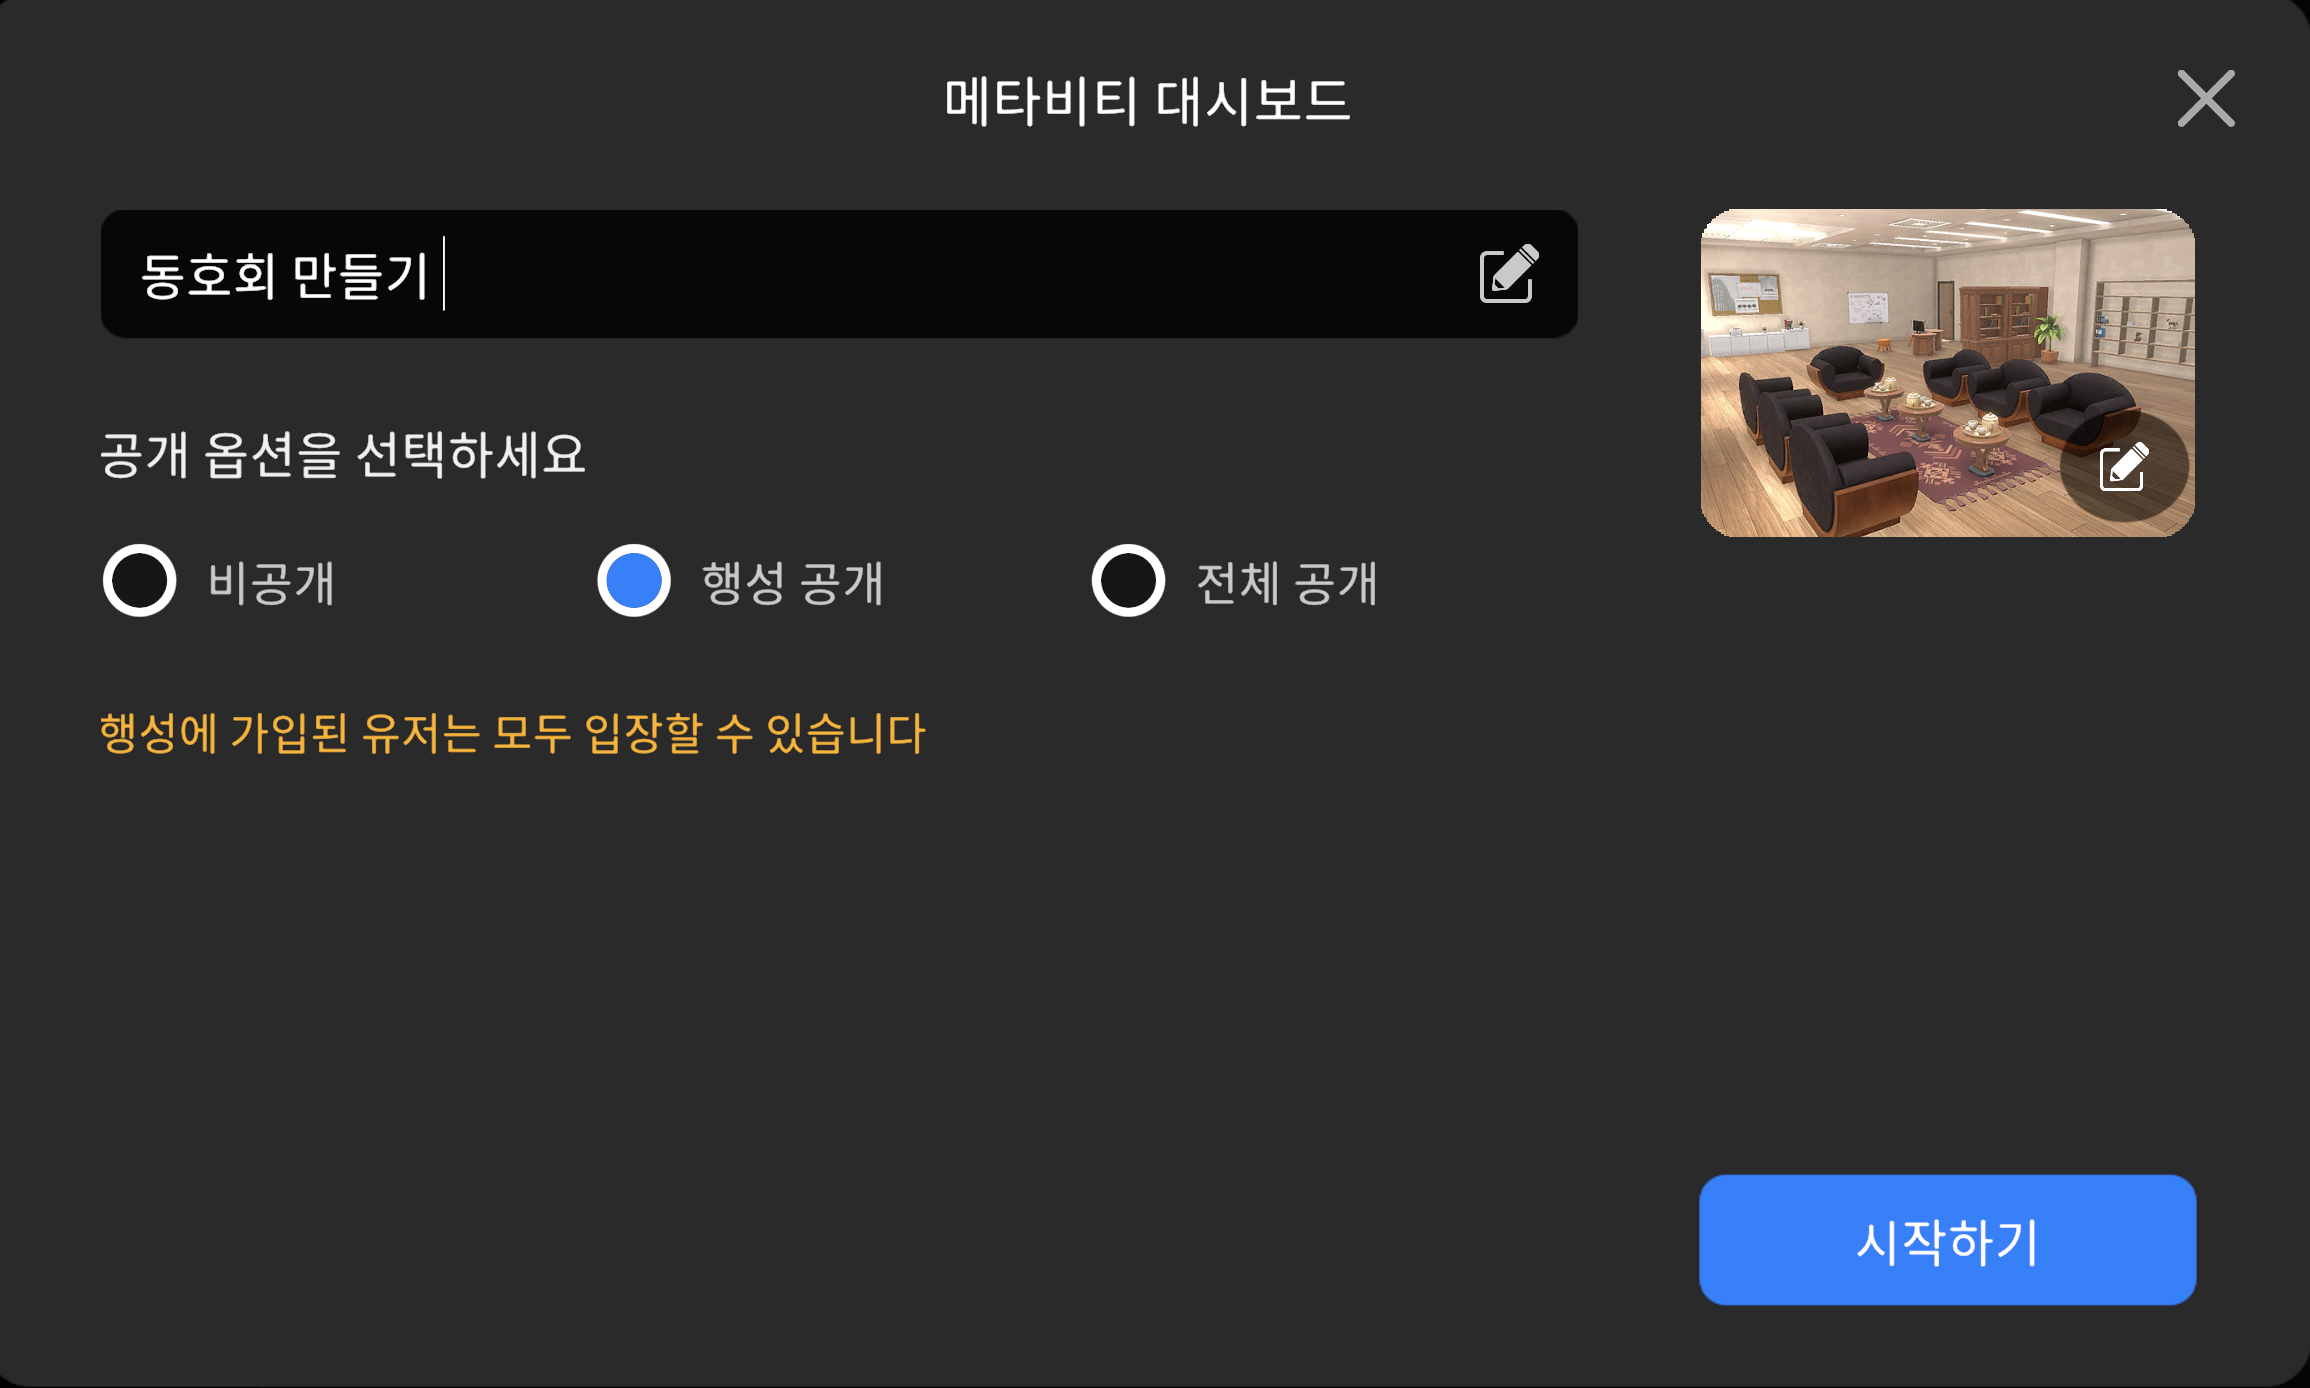 메타비티 대시보드
동호회 만들기
공개 옵션을 선택하세요
비공개 행성 공개 전체 공개
행성에 가입된 유저는 모두 입장할 수 있습니다
시작하기